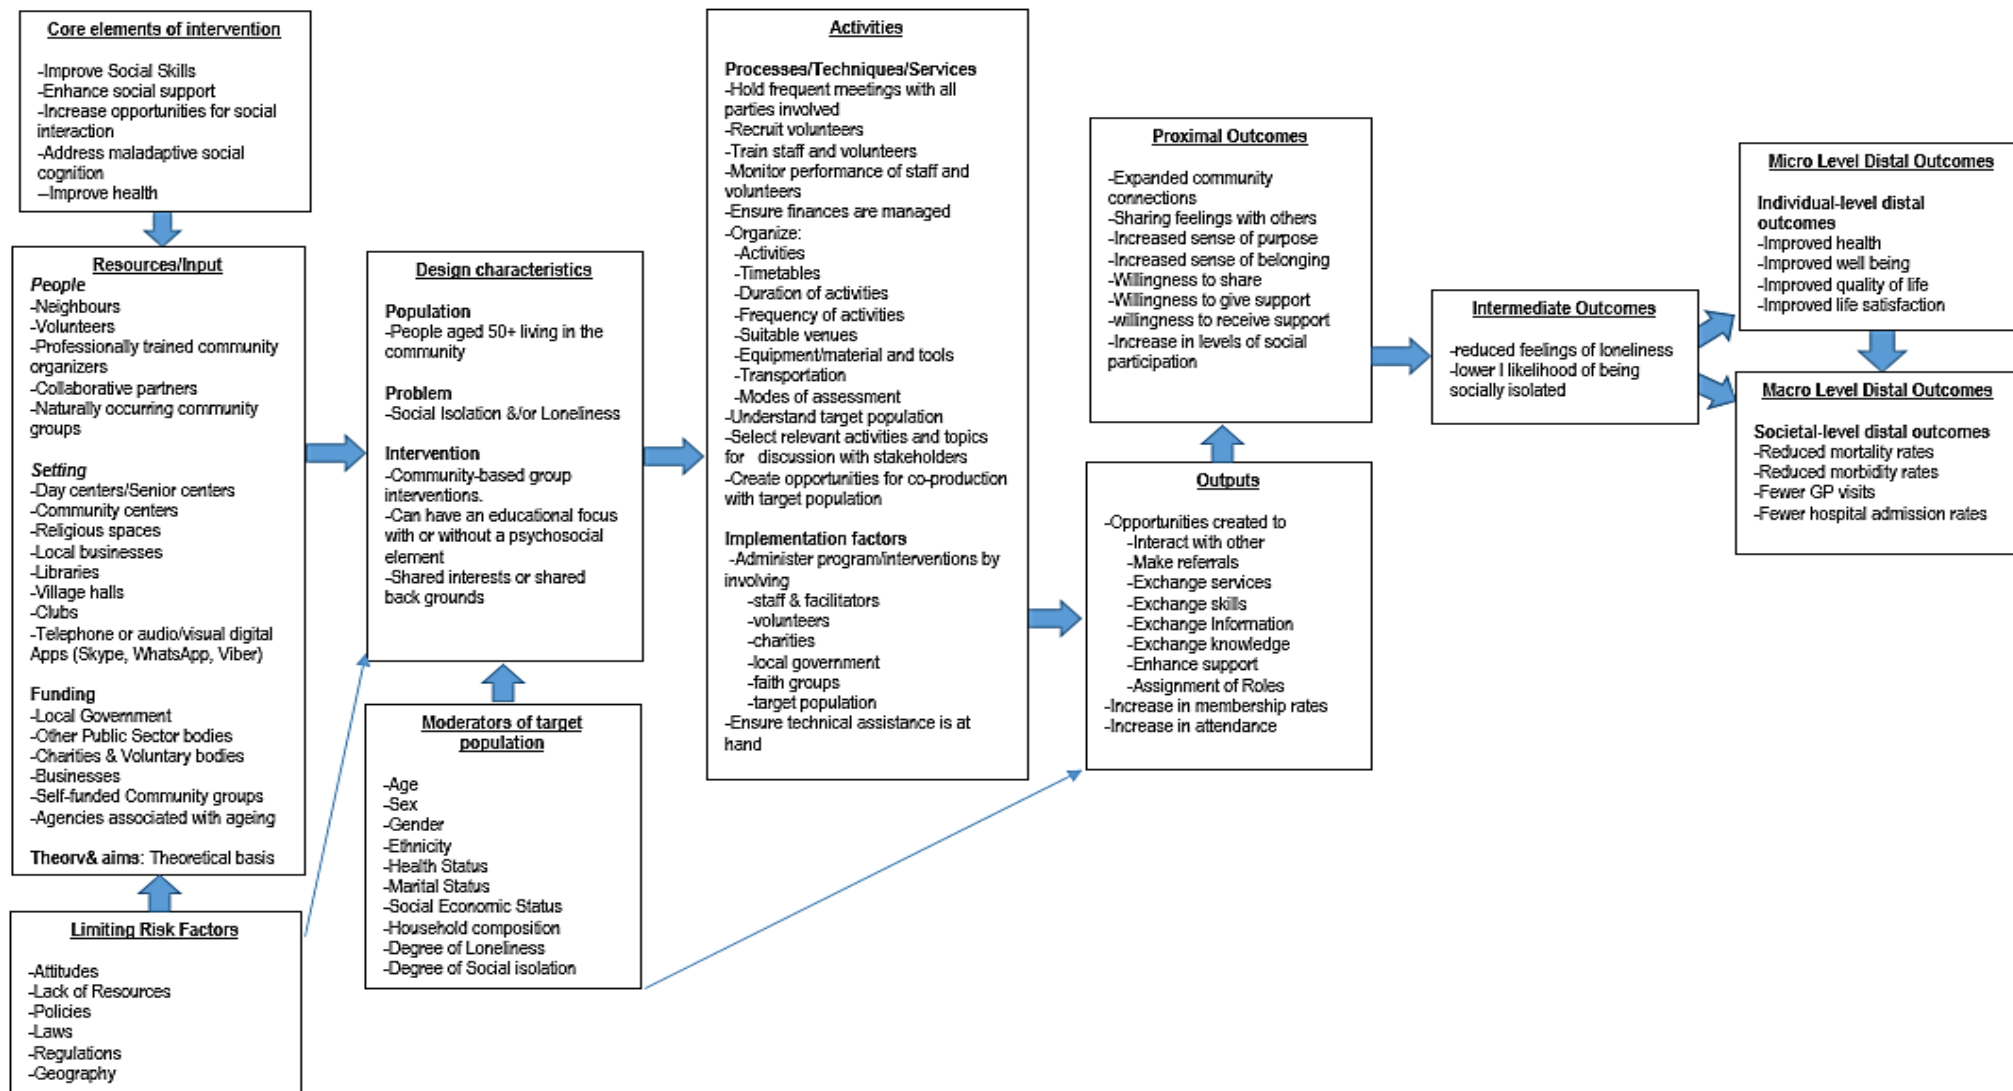 Core elements of intervention
-Improve Social Skills
-Enhance social support
-Increase opportunities for social
interaction
-Address maladaptive social
cognition
--Improve health
Resources/Input
People
-Neighbours
-Volunteers
-Professionally trained community
organizers
-Collaborative partners
-Naturally occurring community
groups
Setting
-Day centers/Senior centers
-Community centers
-Religious spaces
-Local businesses
-Libraries
-Village halls
-Clubs
-Telephone or audio/visual digital
Apps (Skype, WhatsApp, Viber)
Funding
-Local Government
-Other Public Sector bodies
-Charities & Voluntary bodies
-Businesses
-Self-funded Community groups
-Agencies associated with ageing
Theory& aims: Theoretical basis
Limiting Risk Factors
-Attitudes
-Lack of Resources
-Policies
-Laws
-Regulations
-Geography
Design characteristics
Population
-People aged 50+ living in the
community
Problem
-Social Isolation &/or Loneliness
Intervention
-Community-based group
interventions.
-Can have an educational focus
with or without a psychosocial
element
-Shared interests or shared
back grounds
Moderators of target
population
-Age
-Sex
-Gender
-Ethnicity
-Health Status
-Marital Status
-Social Economic Status
-Household composition
-Degree of Loneliness
-Degree of Social isolation
Activities
Processes/Techniques/Services
-Hold frequent meetings with all
parties involved
-Recruit volunteers
-Train staff and volunteers
-Monitor performance of staff and
volunteers
-Ensure finances are managed
-Organize:
-Activities
-Timetables
-Duration of activities
-Frequency of activities
-Suitable venues
-Equipment/material and tools
-Transportation
-Modes of assessment
-Understand target population
-Select relevant activities and topics
for discussion with stakeholders
-Create opportunities for co-production
with target population
Implementation factors
-Administer program/interventions by
involving
-staff & facilitators
-volunteers
-charities
-local government
-faith groups
-target population
-Ensure technical assistance is at
hand
Proximal Outcomes
-Expanded community
connections
-Sharing feelings with others
-Increased sense of purpose
-Increased sense of belonging
-Willingness to share
-Willingness to give support
-willingness to receive support
-Increase in levels of social
participation
Outputs
-Opportunities created to
-Interact with other
-Make referrals
-Exchange services
-Exchange skills
-Exchange Information
-Exchange knowledge
-Enhance support
-Assignment of Roles
-Increase in membership rates
-Increase in attendance
Intermediate Outcomes
-reduced feelings of loneliness
-lower l likelihood of being
socially isolated
Micro Level Distal Outcomes
Individual-level distal
outcomes
-Improved health
-Improved well being
-Improved quality of life
-Improved life satisfaction
Macro Level Distal Outcomes
Societal-level distal outcomes
-Reduced mortality rates
-Reduced morbidity rates
-Fewer GP visits
-Fewer hospital admission rates